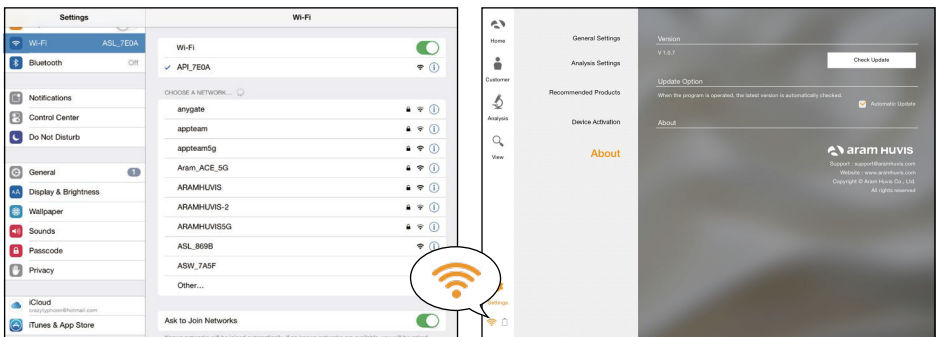 Settings
Wi-Fi
Wi-Fi ASL_7E0A
Bluetooth Off
Notifications
Control Center
Do Not Disturb
General 1
Display & Brightness
Wallpaper
Sounds
Passcode
Privacy
iCloud
crazytyphoon@hotmail.com
iTunes & App Store
Wi-Fi
API_7E0A
CHOOSE A NETWORK...
anygate
appteam
appteam5g
Aram_ACE_5G
ARAMHUVIS
ARAMHUVIS-2
ARAMHUVIS5G
ASL_869B
ASW_7A5F
Other...
Ask to Join Networks
Home
Customer
Analysis
View
Settings
General Settings
Analysis Settings
Recommended Products
Device Activation
About
Version
V 1.0.7
Check Update
Update Option
When the program is operated, the latest version is automatically checked.
Automatic Update
About
aram HUVIS
Support : support@aramhuvis.com
Website : www.aramhuvis.com
Copyright © Aram Huvis Co., Ltd.
All rights reserved